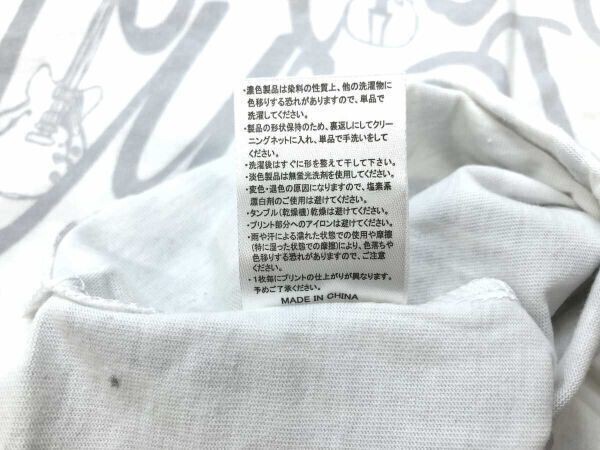 ・濃色製品は染料の性質上、他の洗濯物に
色移りする恐れがありますので、単品で
洗濯してください。
・製品の形状保持のため、裏返しにしてクリー
ニングネットに入れ、単品で手洗いをして
ください。
・洗濯後はすぐに形を整えて干して下さい。
・淡色製品は無蛍光洗剤を使用してください。
・変色・退色の原因になりますので、塩素系
漂白剤のご使用は避けてください。
・タンブル(乾燥機)乾燥は避けてください。
・プリント部分へのアイロンは避けてください。
・雨や汗による濡れた状態での使用や摩擦
(特に湿った状態での摩擦)により、色落ちや
色移りする恐れがありますので、ご注意
ください。
・1枚毎にプリントの仕上がりが異なります。
予めご了承ください。
MADE IN CHINA